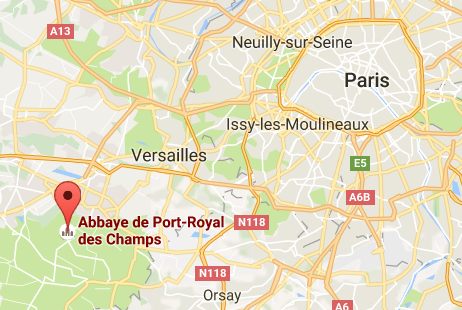 A13
Neuilly-sur-Seine
Paris
Issy-les-Moulineaux
Versailles
E5
A6B
Abbaye de Port-Royal
des Champs
N118
N118
Orsay
A6